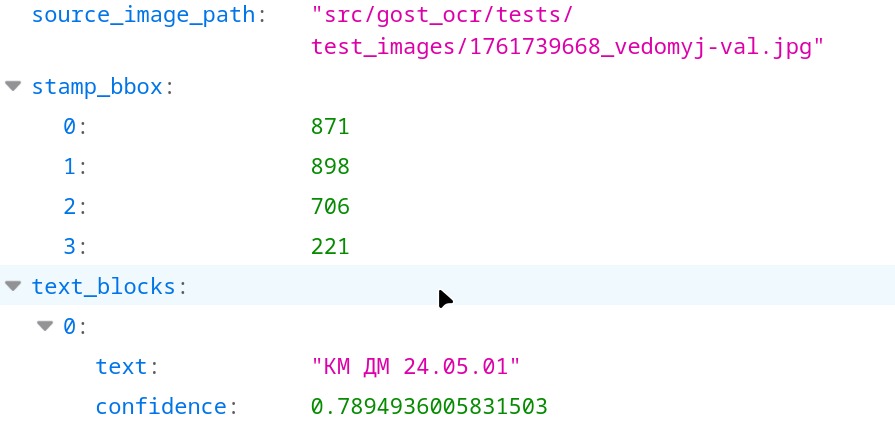 source_image_path: "src/gost_ocr/tests/
test_images/1761739668_vedomyj-val.jpg"
stamp_bbox:
0: 871
1: 898
2: 706
3: 221
text_blocks:
0:
text: "КМ ДМ 24.05.01"
confidence: 0.7894936005831503